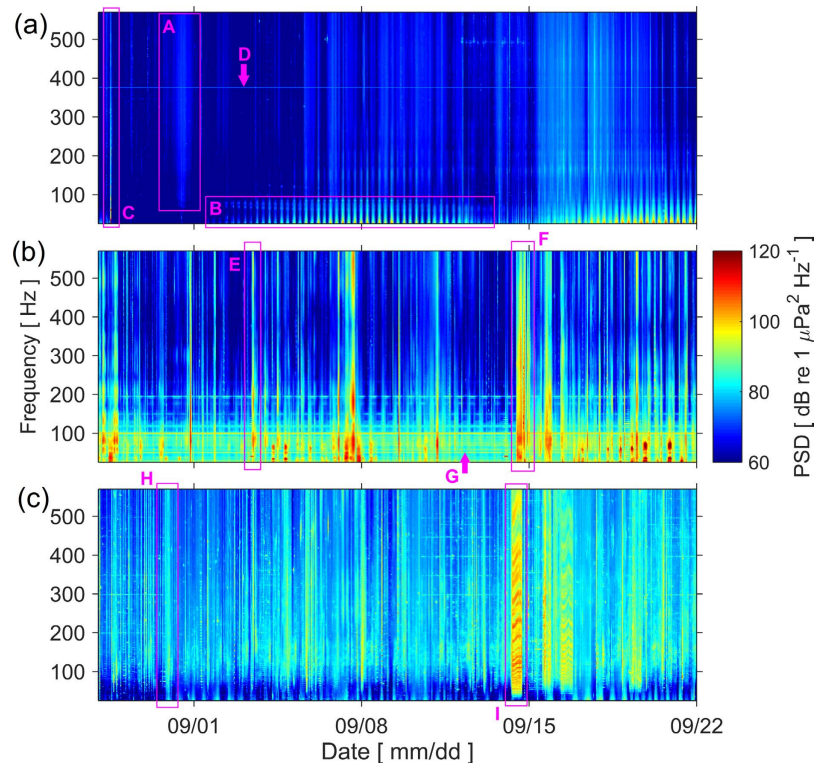 (a)
500
400
300
200
100
A
D
B
C
(b)
500
400
300
200
100
E
F
G
Frequency [ Hz ]
120
100
80
60
PSD [ dB re 1 μPa² Hz⁻¹ ]
(c)
H
500
400
300
200
100
I
09/01
09/08
09/15
09/22
Date [ mm/dd ]